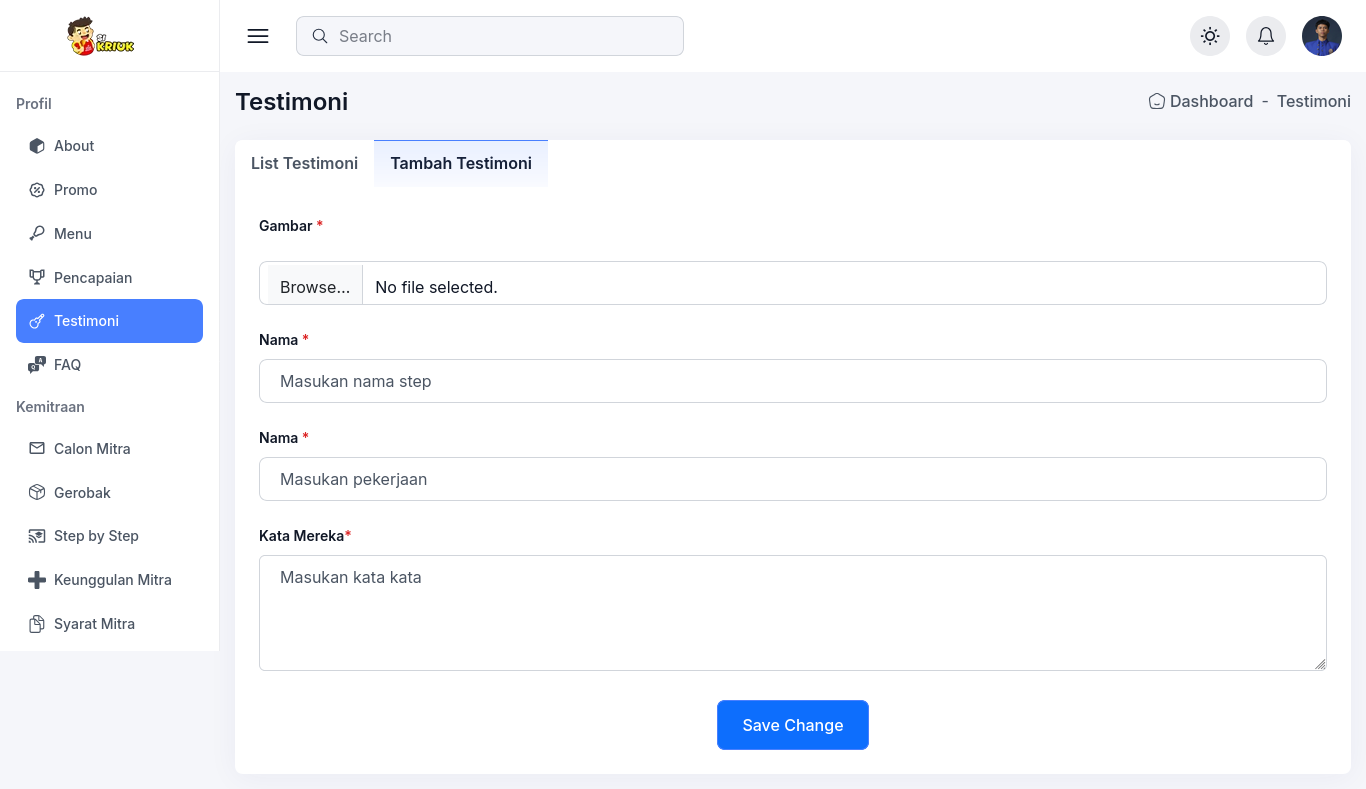 SI
KRIUK
Search
Profil
About
Promo
Menu
Pencapaian
Testimoni
FAQ
Kemitraan
Calon Mitra
Gerobak
Step by Step
Keunggulan Mitra
Syarat Mitra
Testimoni
Dashboard - Testimoni
List Testimoni
Tambah Testimoni
Gambar *
Browse... No file selected.
Nama *
Masukan nama step
Nama *
Masukan pekerjaan
Kata Mereka*
Masukan kata kata
Save Change